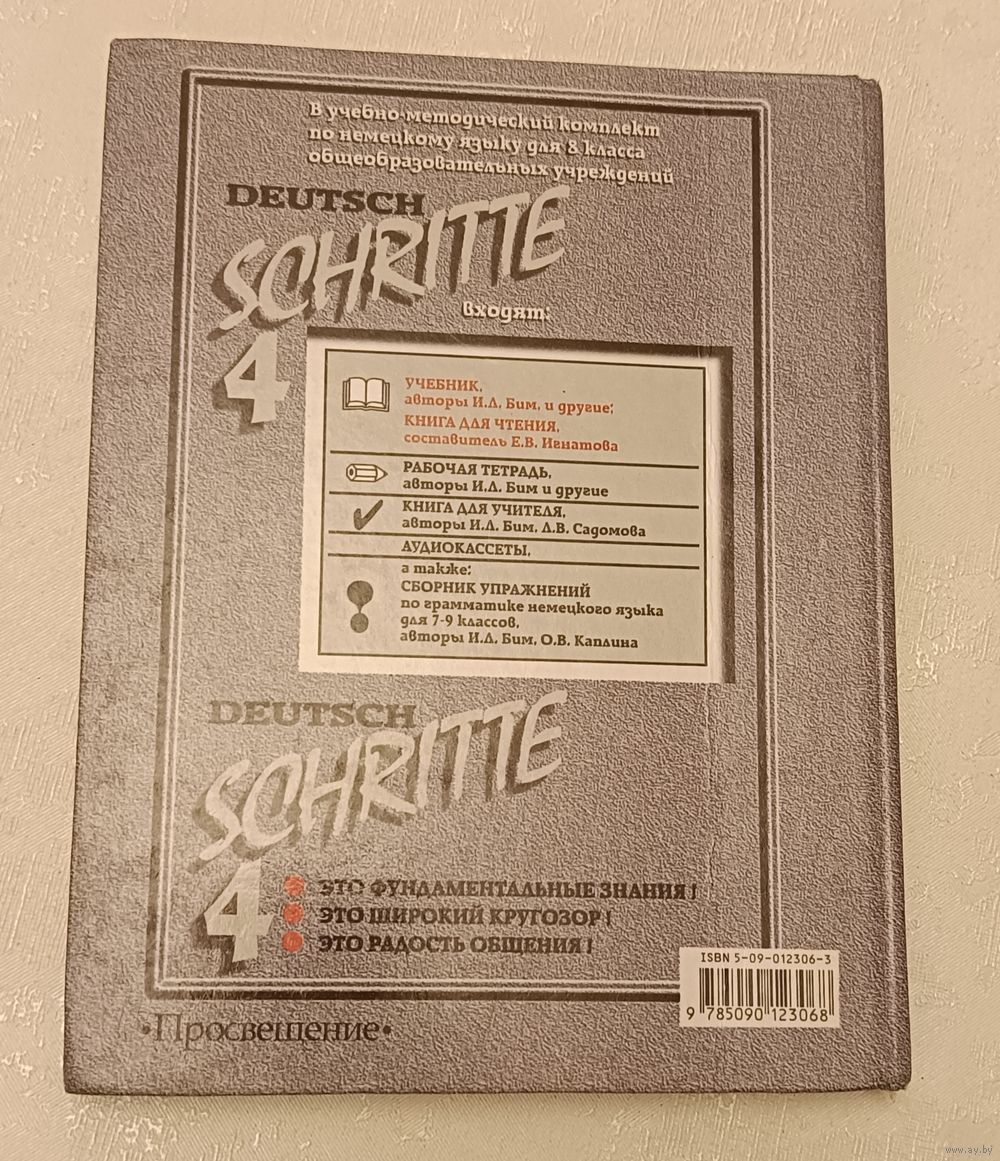 В учебно-методический комплект
по немецкому языку для 8 класса
общеобразовательных учреждений
DEUTSCH
SCHRITTE
4
входят:
УЧЕБНИК,
авторы И.Л. Бим, и другие;
КНИГА ДЛЯ ЧТЕНИЯ,
составитель Е.В. Игнатова
РАБОЧАЯ ТЕТРАДЬ,
авторы И.Л. Бим и другие
КНИГА ДЛЯ УЧИТЕЛЯ,
авторы И.Л. Бим, Л.В. Садомова
АУДИОКАССЕТЫ,
а также:
СБОРНИК УПРАЖНЕНИЙ
по грамматике немецкого языка
для 7-9 классов,
авторы И.Л. Бим, О.В. Каплина
DEUTSCH
SCHRITTE
4
ЭТО ФУНДАМЕНТАЛЬНЫЕ ЗНАНИЯ!
ЭТО ШИРОКИЙ КРУГОЗОР!
ЭТО РАДОСТЬ ОБЩЕНИЯ!
ISBN 5-09-012306-3
9 785090 123068
•Просвещение•
www.ay.by